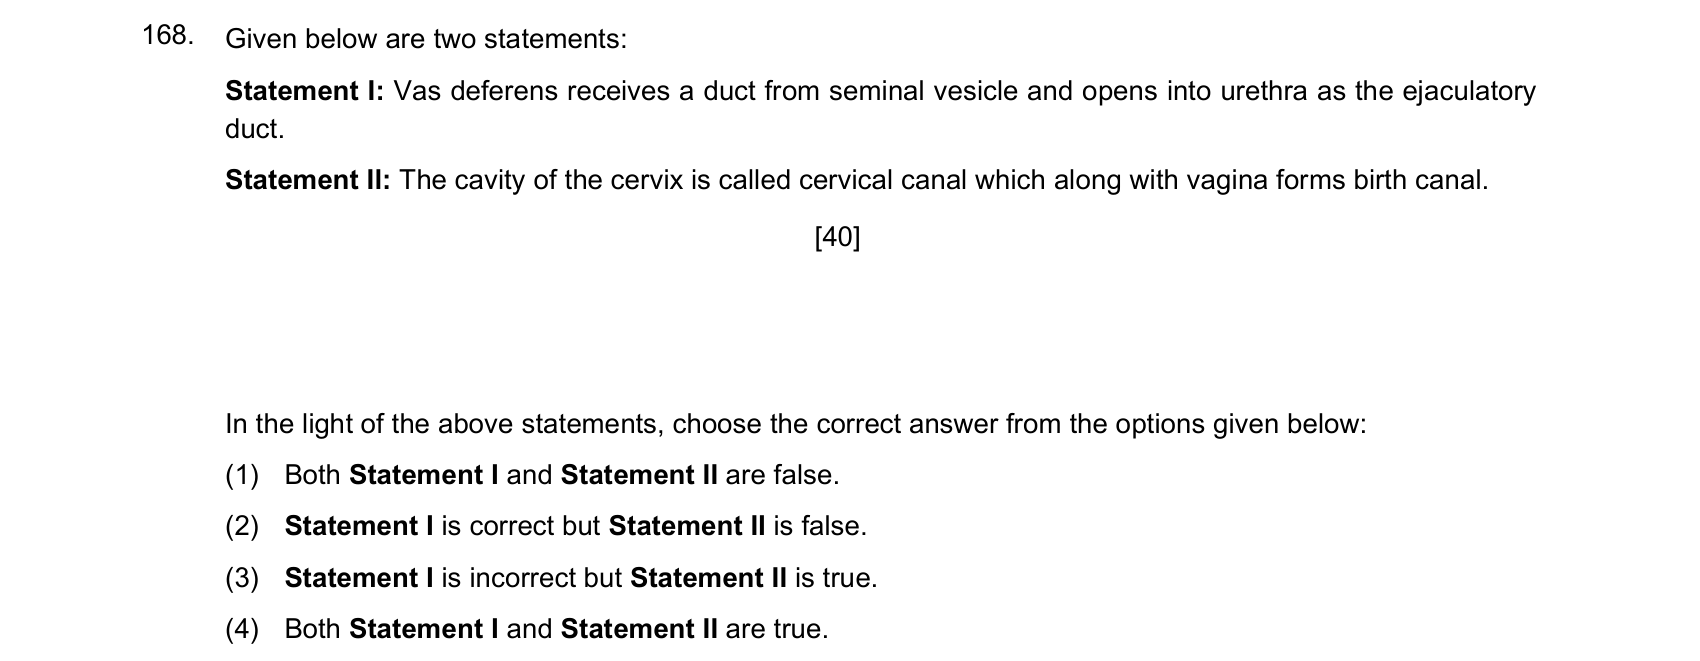 168. Given below are two statements:
Statement I: Vas deferens receives a duct from seminal vesicle and opens into urethra as the ejaculatory
duct.
Statement II: The cavity of the cervix is called cervical canal which along with vagina forms birth canal.
[40]
In the light of the above statements, choose the correct answer from the options given below:
(1) Both Statement I and Statement II are false.
(2) Statement I is correct but Statement II is false.
(3) Statement I is incorrect but Statement II is true.
(4) Both Statement I and Statement II are true.